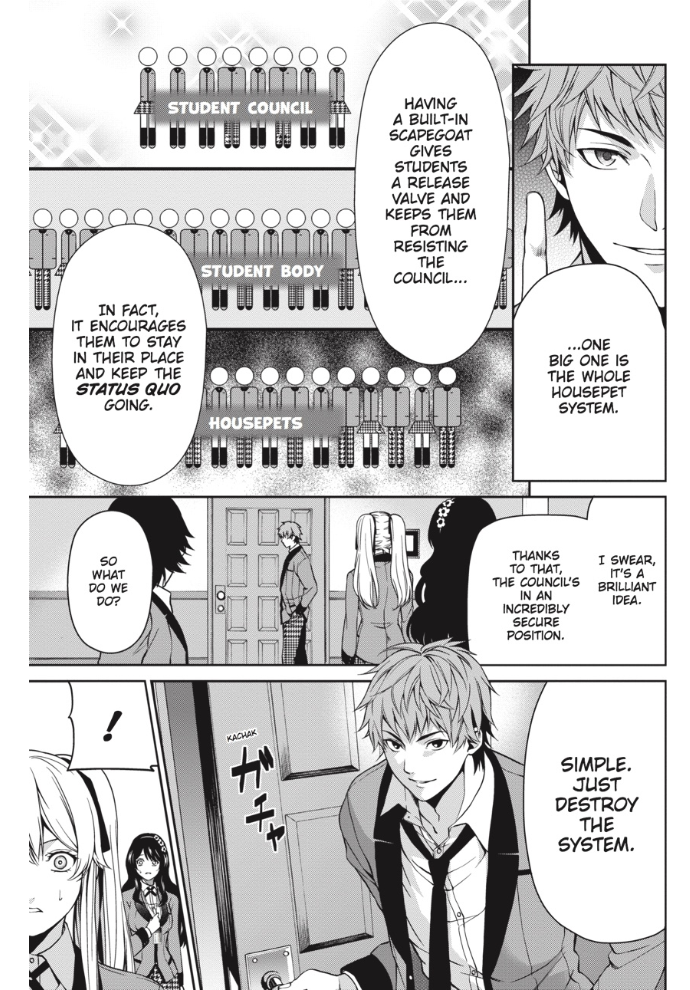 ...ONE
BIG ONE IS
THE WHOLE
HOUSEPET
SYSTEM.
HAVING
A BUILT-IN
SCAPEGOAT
GIVES
STUDENTS
A RELEASE
VALVE AND
KEEPS THEM
FROM
RESISTING
THE
COUNCIL...
STUDENT COUNCIL
STUDENT BODY
HOUSEPETS
IN FACT,
IT ENCOURAGES
THEM TO STAY
IN THEIR PLACE
AND KEEP THE
STATUS QUO
GOING.
I SWEAR,
IT'S A
BRILLIANT
IDEA.
THANKS
TO THAT,
THE COUNCIL'S
IN AN
INCREDIBLY
SECURE
POSITION.
SO
WHAT
DO WE
DO?
SIMPLE.
JUST
DESTROY
THE
SYSTEM.
KACHAK
ガチャ
!